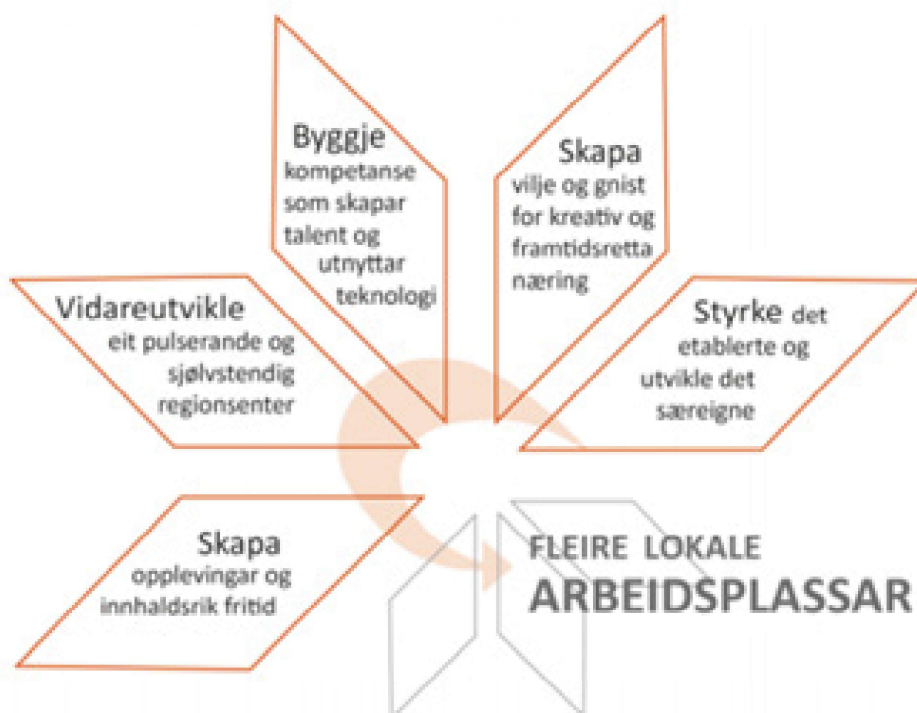 Byggje
kompetanse
som skapar
talent og
utnyttar
teknologi
Skapa
vilje og gnist
for kreativ og
framtidsretta
næring
Vidareutvikle
eit pulserande og
sjølvstendig
regionsenter
Styrke det
etablerte og
utvikle det
særeigne
Skapa
opplevingar og
innhaldsrik fritid
FLEIRE LOKALE
ARBEIDSPLASSAR